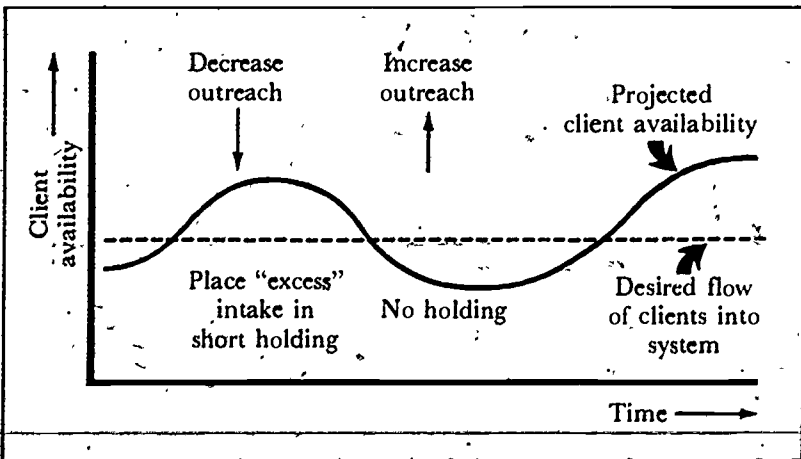 Decrease
outreach
Increase
outreach
Projected
client availability
Client
availability
Place “excess”
intake in
short holding
No holding
Desired flow
of clients into
system
Time